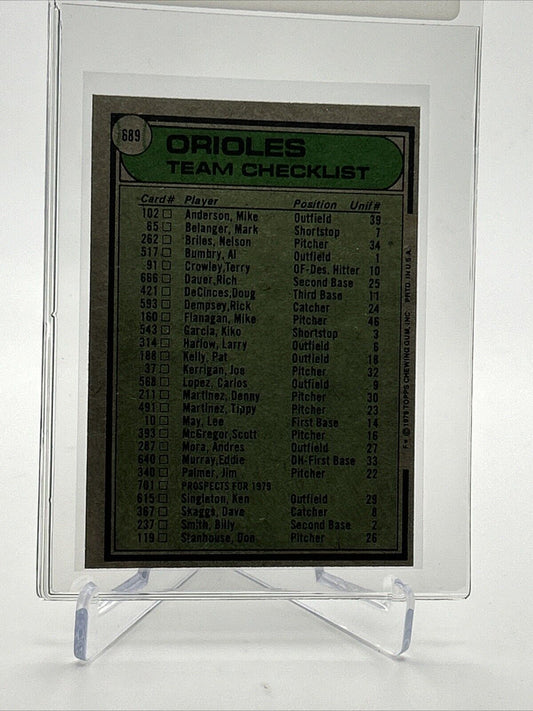 689
ORIOLES
TEAM CHECKLIST
Card# Player Position Unif#
102 Anderson, Mike Outfield 39
65 Belanger, Mark Shortstop 7
262 Briles, Nelson Pitcher 34
517 Bumbry, Al Outfield 1
91 Crowley,Terry OF-Des. Hitter 10
666 Dauer,Rich Second Base 25
421 DeCinces,Doug Third Base 11
593 Dempsey,Rick Catcher 24
160 Flanagan, Mike Pitcher 46
543 Garcia, Kiko Shortstop 3
314 Harlow, Larry Outfield 6
188 Kelly, Pat Outfield 18
37 Kerrigan, Joe Pitcher 32
568 Lopez, Carlos Outfield 9
211 Martinez, Denny Pitcher 30
491 Martinez, Tippy Pitcher 23
10 May, Lee First Base 14
393 McGregor,Scott Pitcher 16
287 Mora, Andres Outfield 27
640 Murray,Eddie DH-First Base 33
340 Palmer, Jim Pitcher 22
701 PROSPECTS FOR 1979
615 Singleton, Ken Outfield 29
367 Skaggs, Dave Catcher 8
237 Smith, Billy Second Base 2
119 Stanhouse, Don Pitcher 26
F* © 1979 TOPPS CHEWING GUM, INC. PRTD. IN U.S.A.